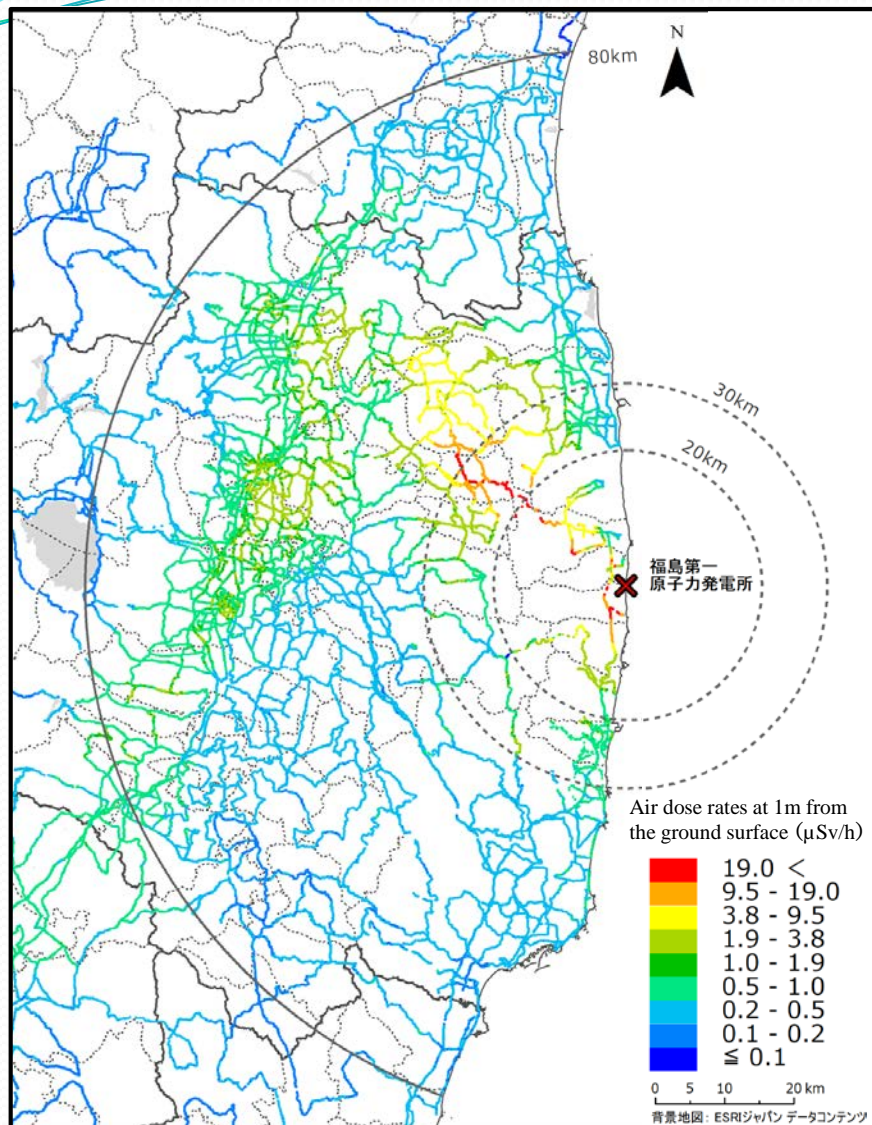 N
80km
30km
20km
福島第一
原子力発電所
Air dose rates at 1m from
the ground surface (μSv/h)
19.0 <
9.5 - 19.0
3.8 - 9.5
1.9 - 3.8
1.0 - 1.9
0.5 - 1.0
0.2 - 0.5
0.1 - 0.2
≦ 0.1
0 5 10 20 km
背景地図: ESRIジャパン データコンテンツ